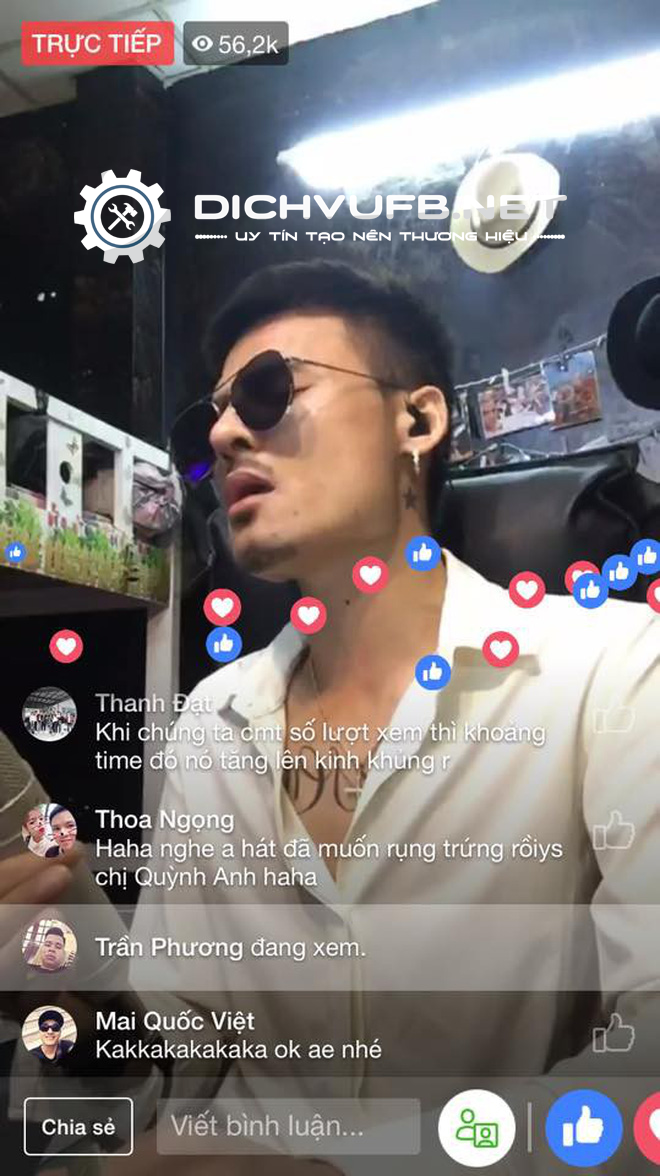 TRỰC TIẾP
56,2k
DICHVUFB.NET
UY TÍN TẠO NÊN THƯƠNG HIỆU
Thanh Đạt
Khi chúng ta cmt số lượt xem thì khoảng
time đó nó tăng lên kinh khủng r
Thoa Ngọng
Haha nghe a hát đã muốn rụng trứng rồiys
chị Quỳnh Anh haha
Trần Phương đang xem.
Mai Quốc Việt
Kakkakakakaka ok ae nhé
Chia sẻ
Viết bình luận...